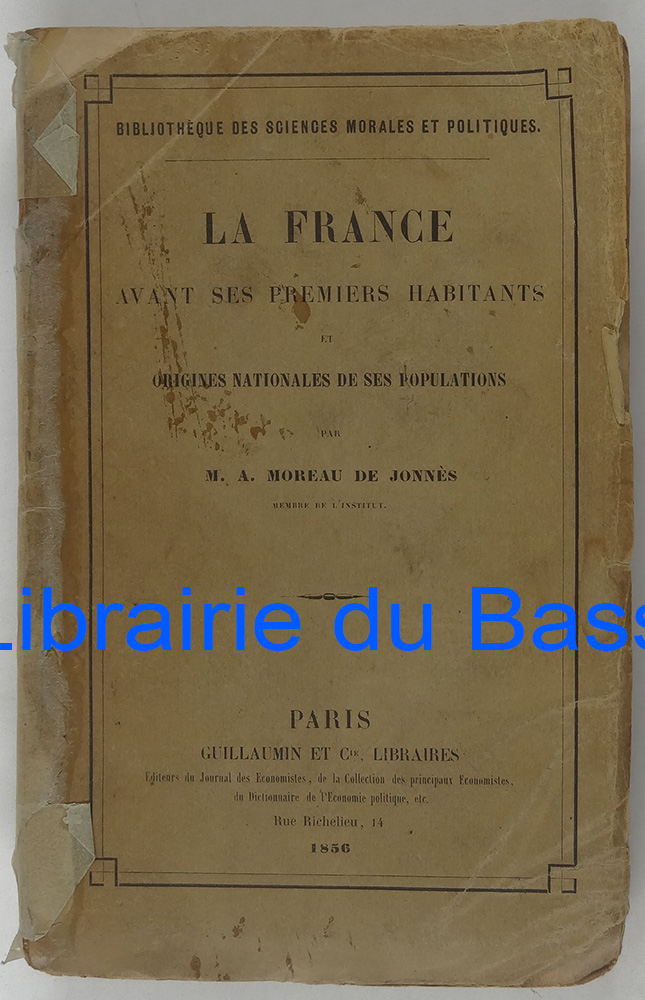 BIBLIOTHÈQUE DES SCIENCES MORALES ET POLITIQUES.
LA FRANCE
AVANT SES PREMIERS HABITANTS
ET
ORIGINES NATIONALES DE SES POPULATIONS
PAR
M. A. MOREAU DE JONNÈS
MEMBRE DE L'INSTITUT.
Librairie du Bass
PARIS
GUILLAUMIN ET Cie, LIBRAIRES
Editeurs du Journal des Economistes, de la Collection des principaux Economistes,
du Dictionnaire de l'Economie politique, etc.
Rue Richelieu, 14
1856